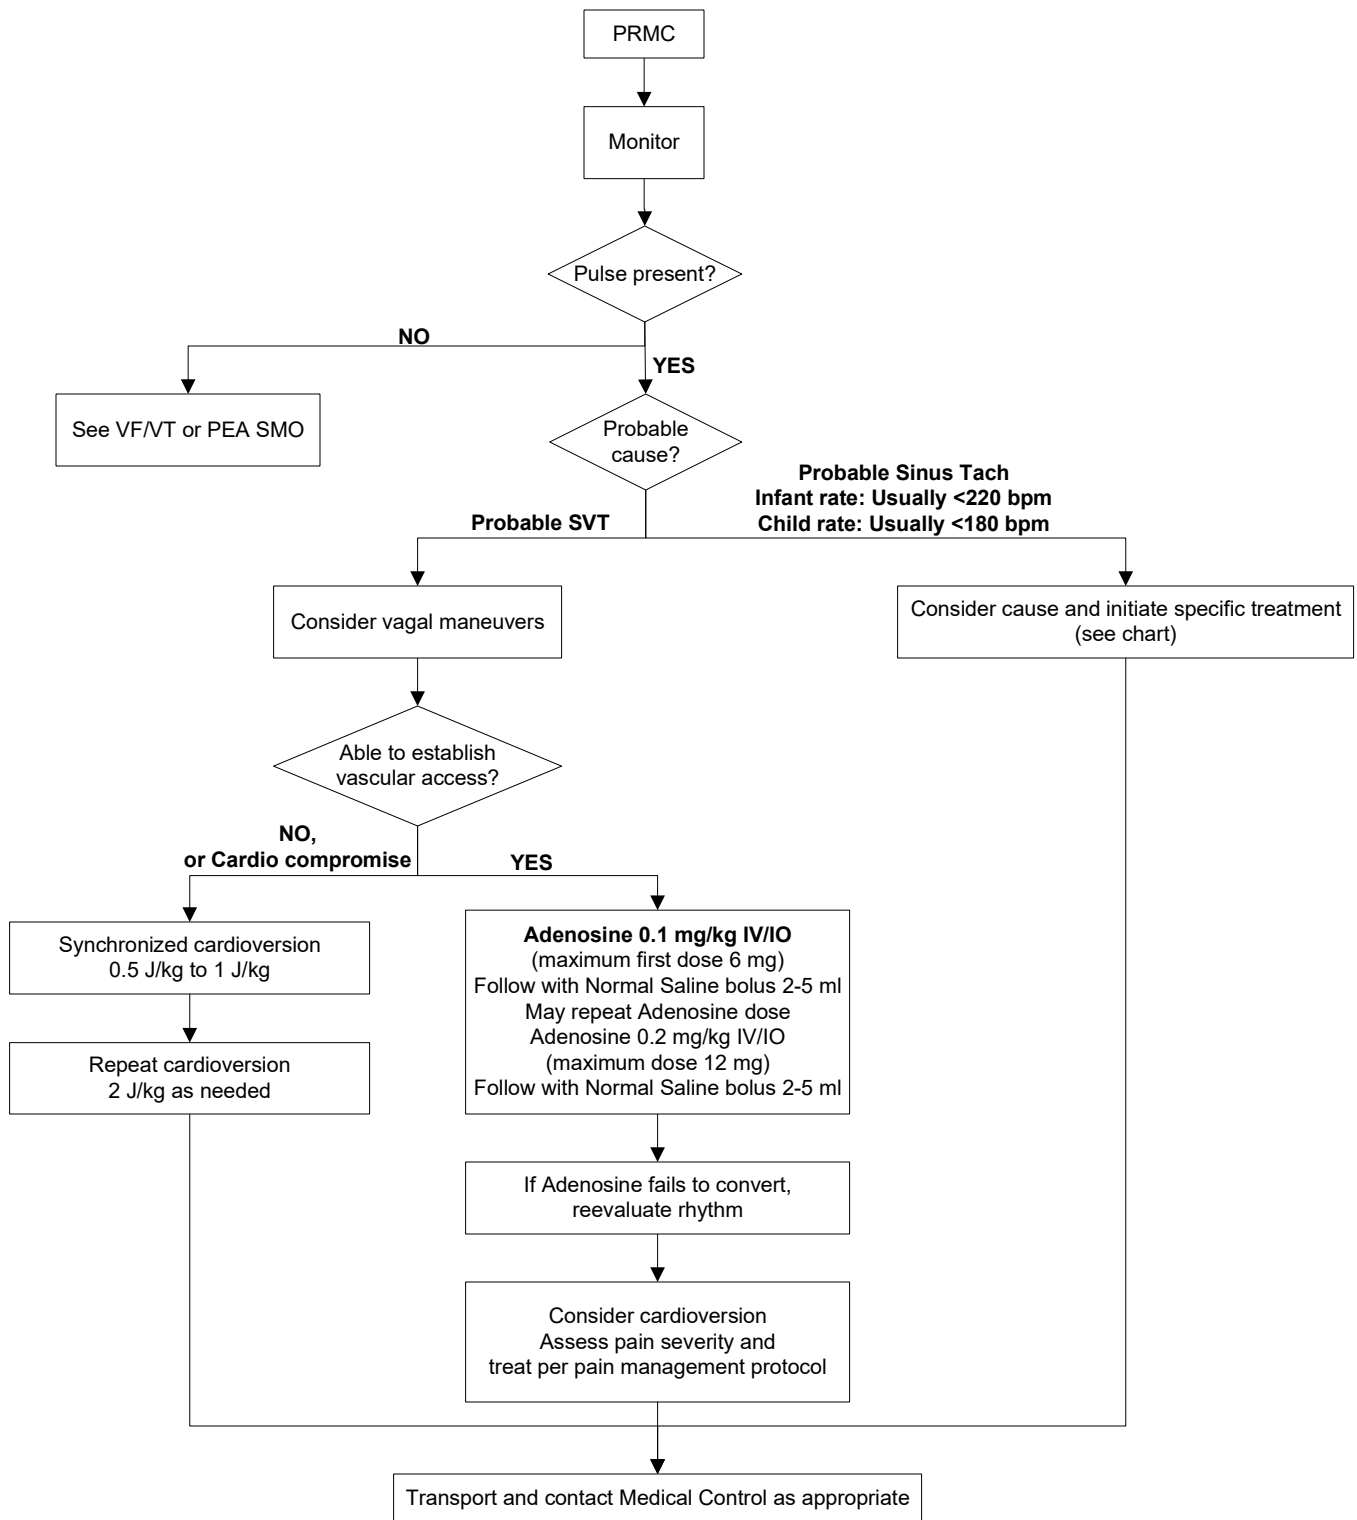 PRMC
Monitor
Pulse present?
NO
YES
See VF/VT or PEA SMO
Probable
cause?
Probable Sinus Tach
Infant rate: Usually <220 bpm
Child rate: Usually <180 bpm
Probable SVT
Consider vagal maneuvers
Consider cause and initiate specific treatment
(see chart)
Able to establish
vascular access?
NO,
or Cardio compromise
YES
Synchronized cardioversion
0.5 J/kg to 1 J/kg
Repeat cardioversion
2 J/kg as needed
Adenosine 0.1 mg/kg IV/IO
(maximum first dose 6 mg)
Follow with Normal Saline bolus 2-5 ml
May repeat Adenosine dose
Adenosine 0.2 mg/kg IV/IO
(maximum dose 12 mg)
Follow with Normal Saline bolus 2-5 ml
If Adenosine fails to convert,
reevaluate rhythm
Consider cardioversion
Assess pain severity and
treat per pain management protocol
Transport and contact Medical Control as appropriate